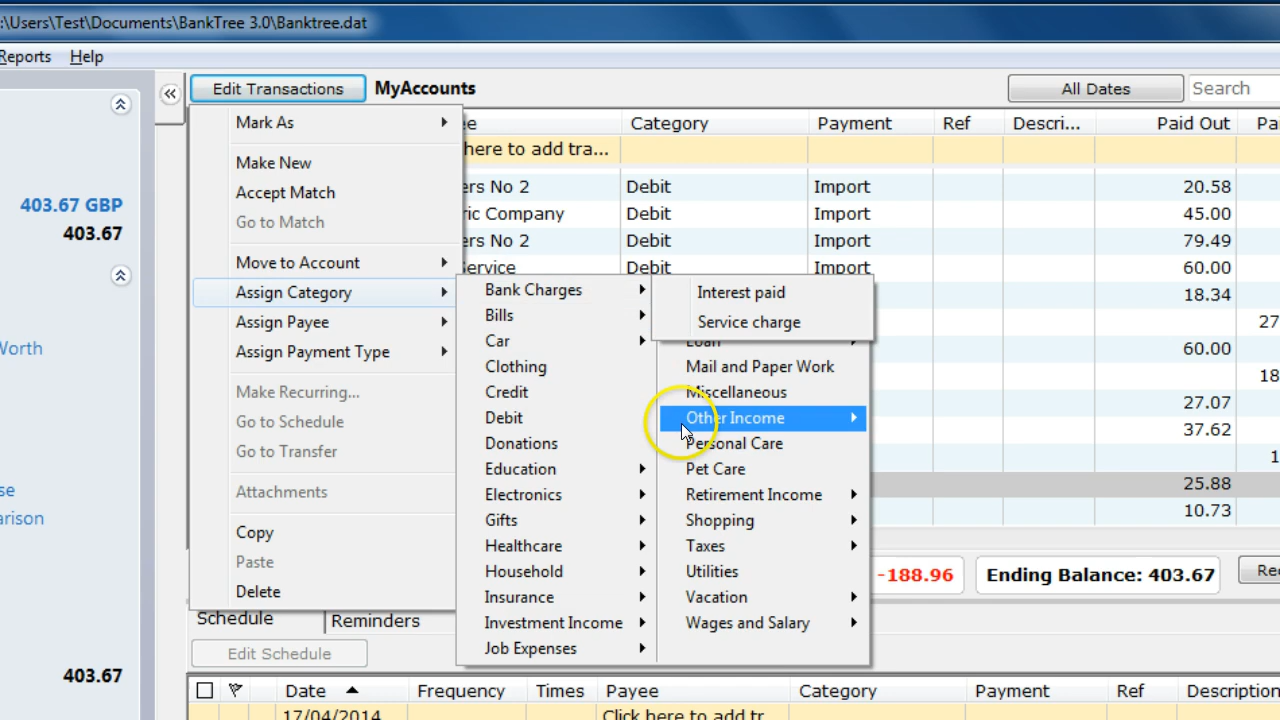 :\Users\Test\Documents\BankTree 3.0\Banktree.dat
Reports Help
Edit Transactions MyAccounts All Dates Search
Mark As
Make New
Accept Match
Go to Match
Move to Account
Assign Category
Assign Payee
Assign Payment Type
Make Recurring...
Go to Schedule
Go to Transfer
Attachments
Copy
Paste
Delete
Bank Charges
Bills
Car
Clothing
Credit
Debit
Donations
Education
Electronics
Gifts
Healthcare
Household
Insurance
Investment Income
Job Expenses
Interest paid
Service charge
Loan
Mail and Paper Work
Miscellaneous
Other Income
Personal Care
Pet Care
Retirement Income
Shopping
Taxes
Utilities
Vacation
Wages and Salary
ee Category Payment Ref Descri... Paid Out Pa
here to add tra...
ers No 2 Debit Import 20.58
ric Company Debit Import 45.00
ers No 2 Debit Import 79.49
Service Debit Import 60.00
18.34
27
60.00
18
27.07
37.62
1
25.88
10.73
-188.96 Ending Balance: 403.67 Rec
403.67 GBP
403.67
Worth
se
arison
403.67
Schedule Reminders
Edit Schedule
Date Frequency Times Payee Category Payment Ref Description
17/04/2014 Click here to add tr...